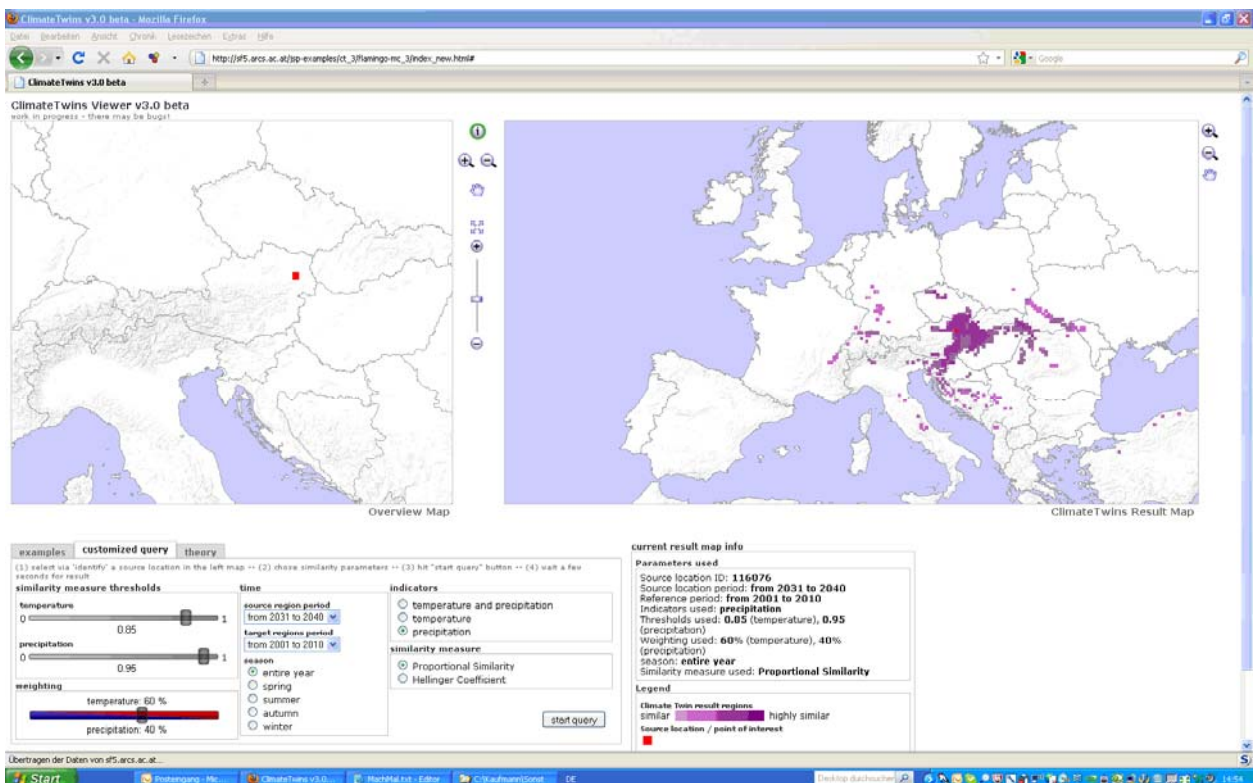 ClimateTwins v3.0 beta - Mozilla Firefox
Datei Bearbeiten Ansicht Chronik Lesezeichen Extras Hilfe
http://sf5.arcs.ac.at/jsp-examples/ct_3/flamingo-mc_3/index_new.html#
Google
ClimateTwins v3.0 beta
ClimateTwins Viewer v3.0 beta
work in progress - there may be bugs!
Overview Map
ClimateTwins Result Map
examples customized query theory
(1) select via 'identify' a source location in the left map -- (2) chose similarity parameters -- (3) hit "start query" button -- (4) wait a few
seconds for result
similarity measure thresholds
temperature
0 1
0.85
precipitation
0 1
0.95
weighting
temperature: 60 %
precipitation: 40 %
time
source region period
from 2031 to 2040
target regions period
from 2001 to 2010
season
entire year
spring
summer
autumn
winter
indicators
temperature and precipitation
temperature
precipitation
similarity measure
Proportional Similarity
Hellinger Coefficient
start query
current result map info
Parameters used
Source location ID: 116076
Source location period: from 2031 to 2040
Reference period: from 2001 to 2010
Indicators used: precipitation
Thresholds used: 0.85 (temperature), 0.95
(precipitation)
Weighting used: 60% (temperature), 40%
(precipitation)
season: entire year
Similarity measure used: Proportional Similarity
Legend
Climate Twin result regions
similar highly similar
Source location / point of interest
Übertragen der Daten von sf5.arcs.ac.at...
Start Posteingang - Mic... ClimateTwins v3.0... MachMal.txt - Editor C:\Kaufmann\Sonst DE Desktop durchsuchen 14:56